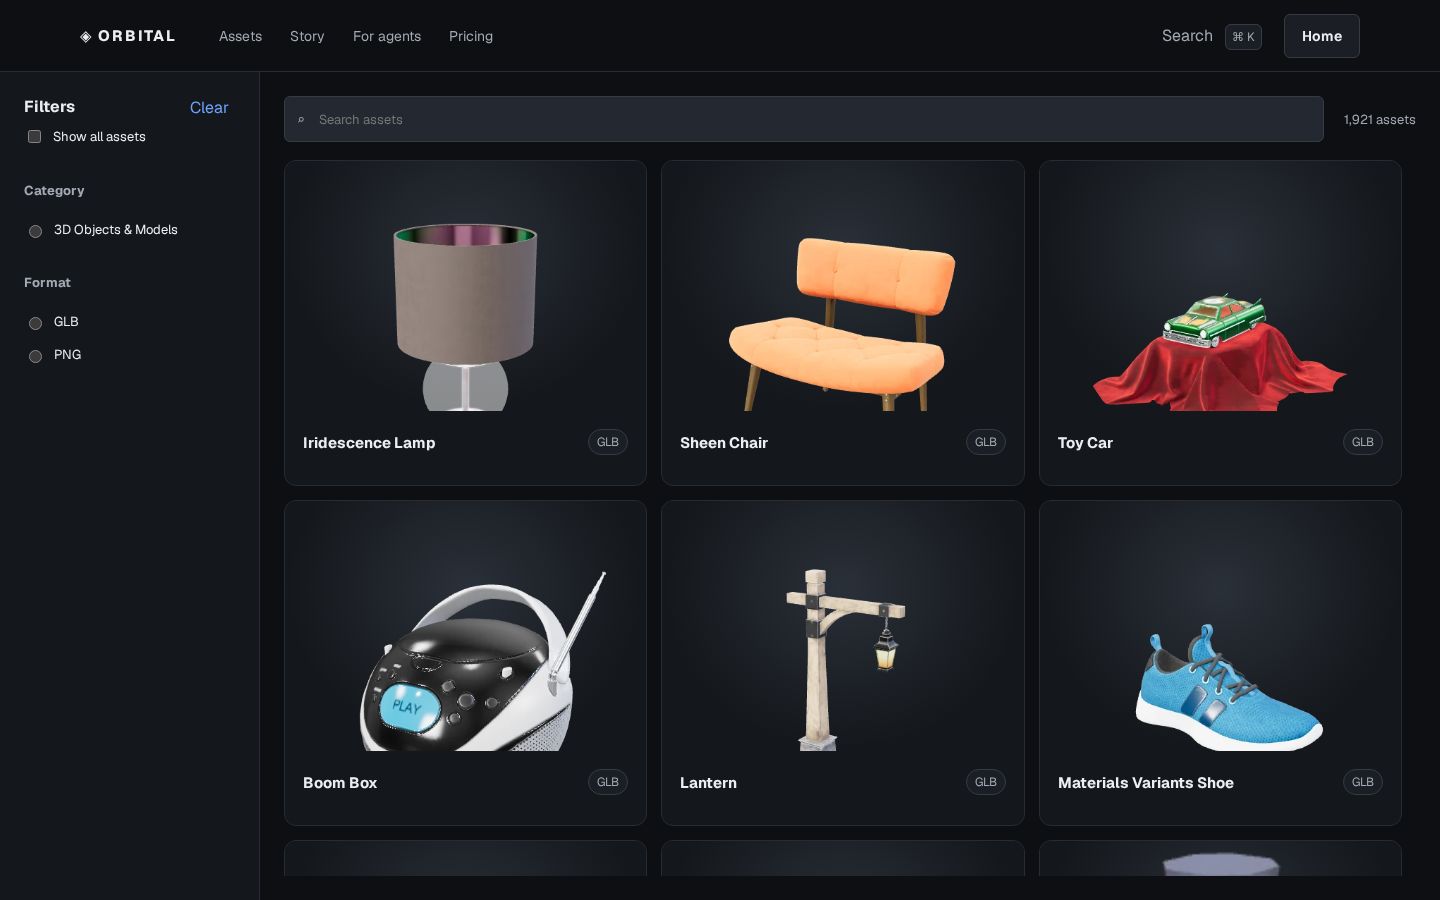 ◈ ORBITAL
Assets
Story
For agents
Pricing
Search
⌘ K
Home
Filters
Clear
Show all assets
Category
3D Objects & Models
Format
GLB
PNG
Search assets
1,921 assets
Iridescence Lamp
GLB
Sheen Chair
GLB
Toy Car
GLB
PLAY
Boom Box
GLB
Lantern
GLB
Materials Variants Shoe
GLB